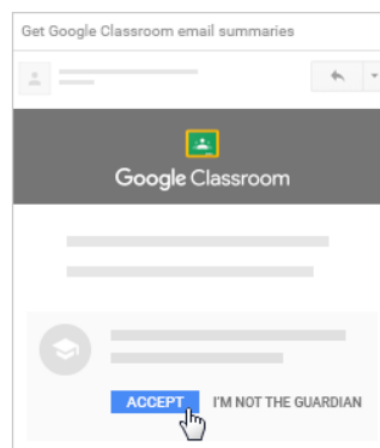 Get Google Classroom email summaries
Google Classroom
ACCEPT I'M NOT THE GUARDIAN